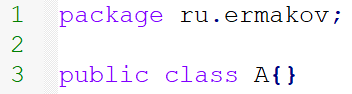 1 package ru.ermakov;
2
3 public class A{}